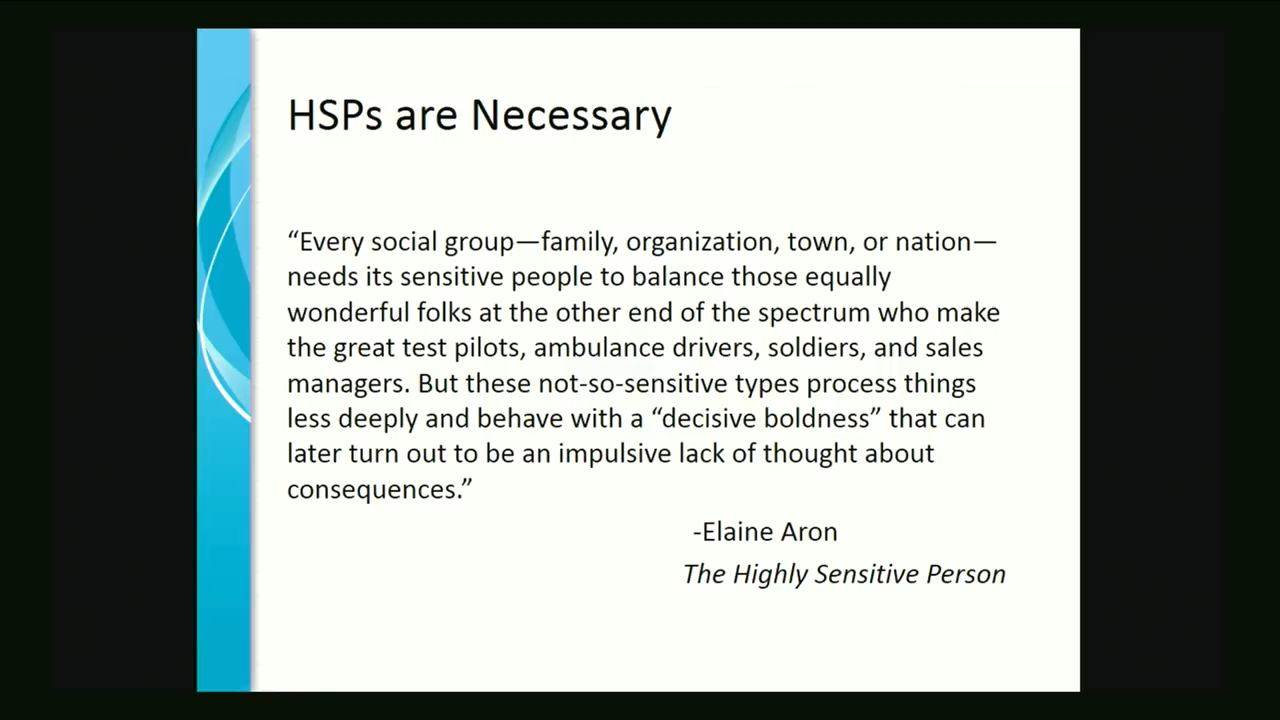 HSPs are Necessary
“Every social group—family, organization, town, or nation—
needs its sensitive people to balance those equally
wonderful folks at the other end of the spectrum who make
the great test pilots, ambulance drivers, soldiers, and sales
managers. But these not-so-sensitive types process things
less deeply and behave with a “decisive boldness” that can
later turn out to be an impulsive lack of thought about
consequences.”
-Elaine Aron
The Highly Sensitive Person